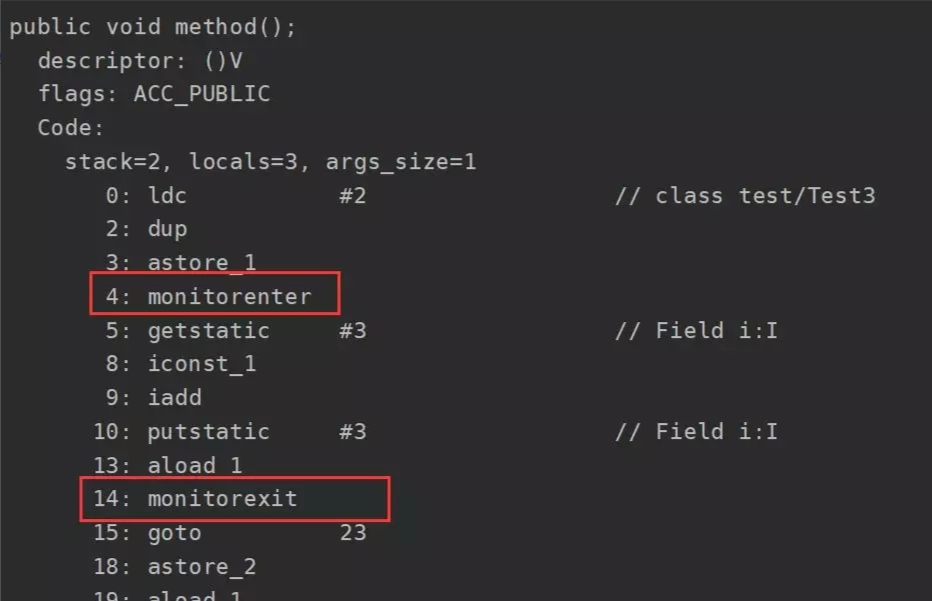 public void method();
descriptor: ()V
flags: ACC_PUBLIC
Code:
stack=2, locals=3, args_size=1
0: ldc #2 // class test/Test3
2: dup
3: astore_1
4: monitorenter
5: getstatic #3 // Field i:I
8: iconst_1
9: iadd
10: putstatic #3 // Field i:I
13: aload_1
14: monitorexit
15: goto 23
18: astore_2
19: aload_1